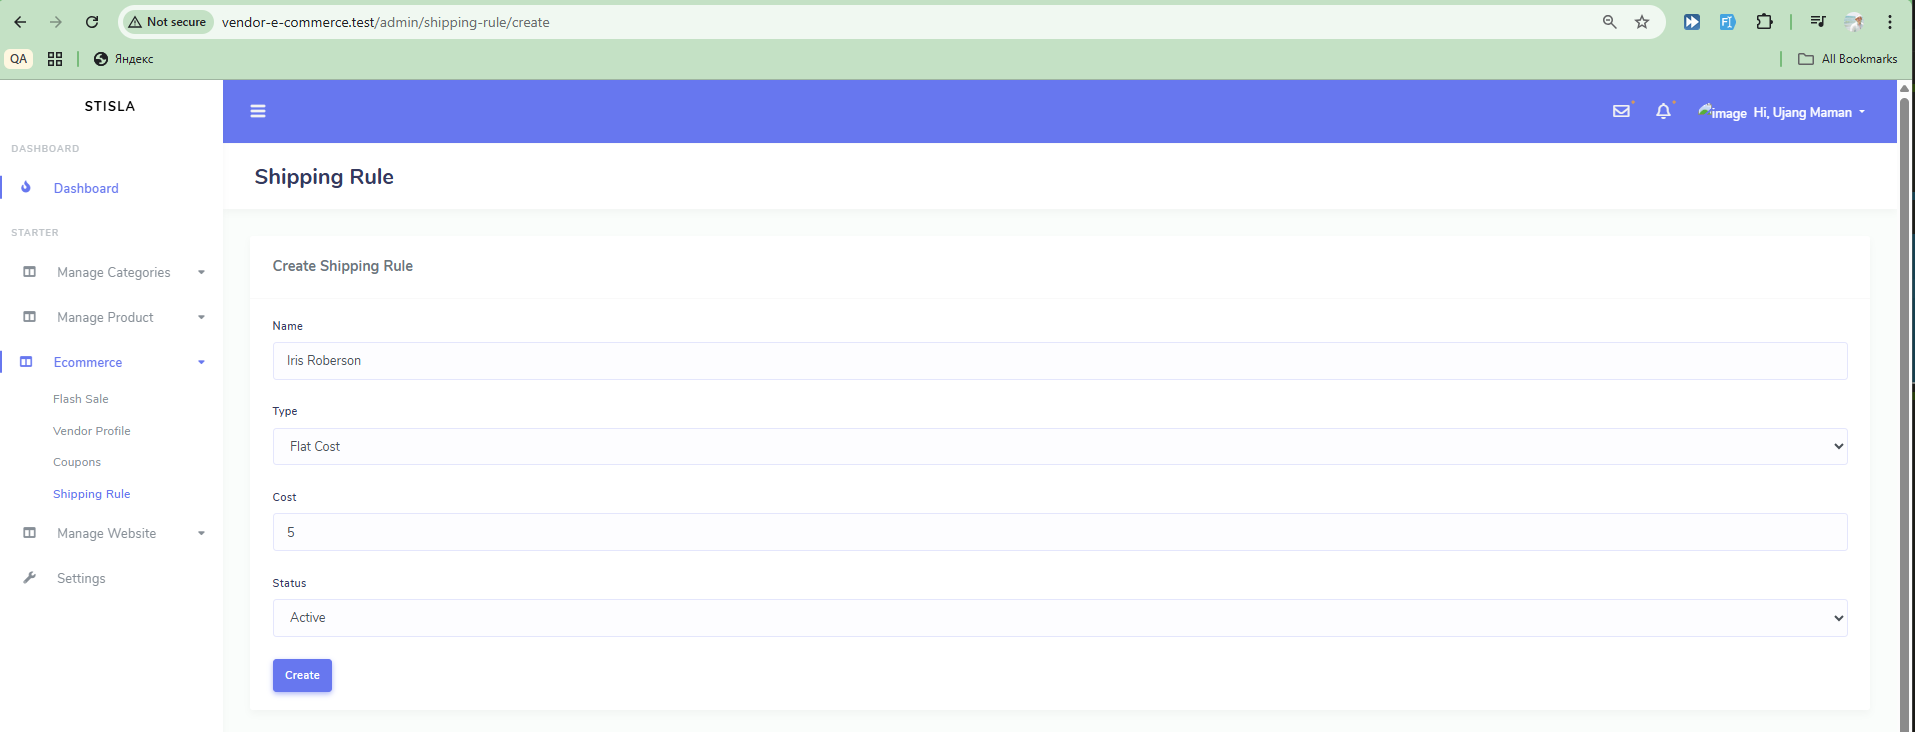 Not secure
vendor-e-commerce.test/admin/shipping-rule/create
QA
Яндекс
All Bookmarks
STISLA
image Hi, Ujang Maman
DASHBOARD
Dashboard
STARTER
Manage Categories
Manage Product
Ecommerce
Flash Sale
Vendor Profile
Coupons
Shipping Rule
Manage Website
Settings
Shipping Rule
Create Shipping Rule
Name
Iris Roberson
Type
Flat Cost
Cost
5
Status
Active
Create